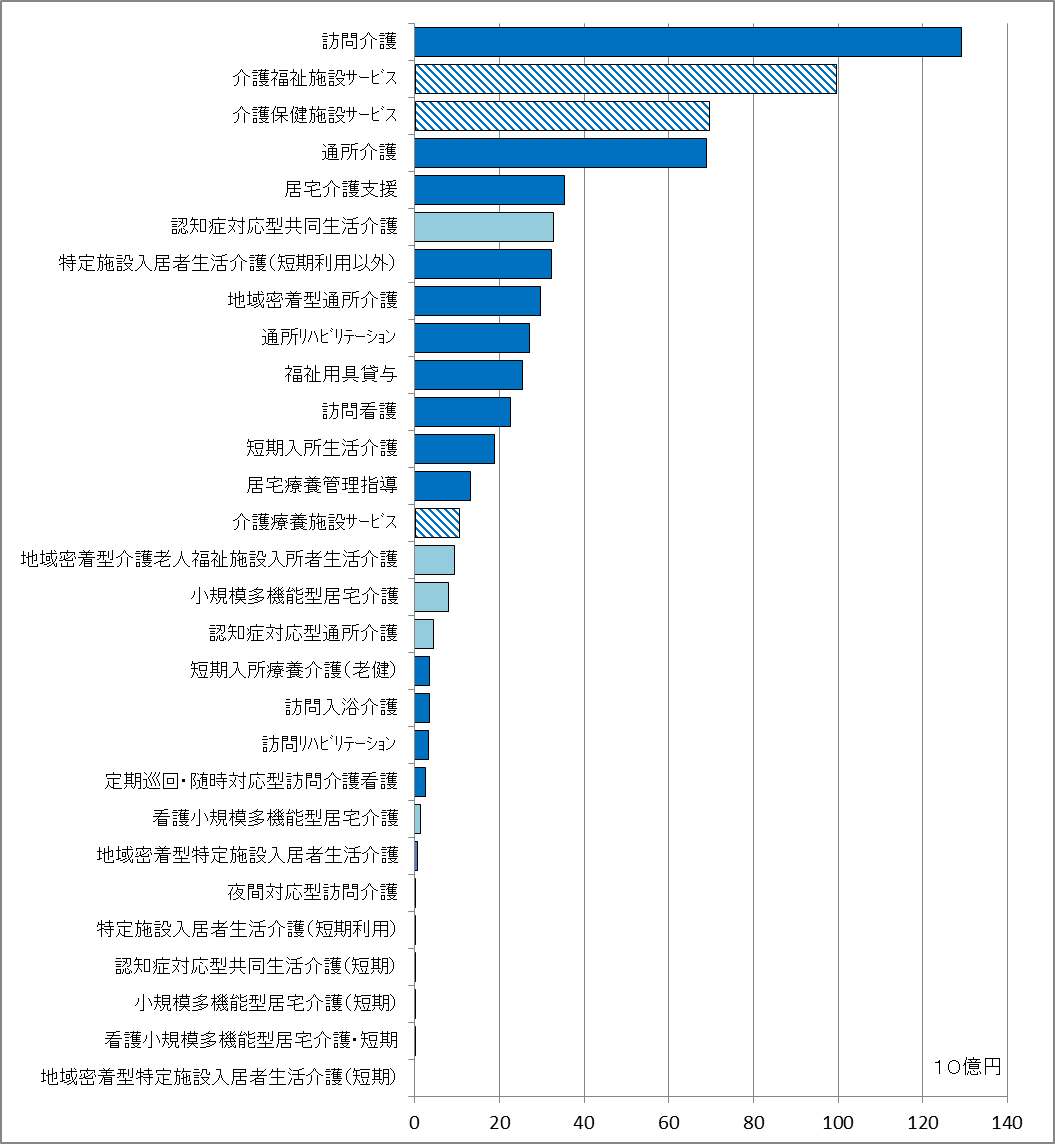 訪問介護
介護福祉施設ｻｰﾋﾞｽ
介護保健施設ｻｰﾋﾞｽ
通所介護
居宅介護支援
認知症対応型共同生活介護
特定施設入居者生活介護(短期利用以外)
地域密着型通所介護
通所ﾘﾊﾋﾞﾘﾃｰｼｮﾝ
福祉用具貸与
訪問看護
短期入所生活介護
居宅療養管理指導
介護療養施設ｻｰﾋﾞｽ
地域密着型介護老人福祉施設入所者生活介護
小規模多機能型居宅介護
認知症対応型通所介護
短期入所療養介護(老健)
訪問入浴介護
訪問ﾘﾊﾋﾞﾘﾃｰｼｮﾝ
定期巡回･随時対応型訪問介護看護
看護小規模多機能型居宅介護
地域密着型特定施設入居者生活介護
夜間対応型訪問介護
特定施設入居者生活介護(短期利用)
認知症対応型共同生活介護(短期)
小規模多機能型居宅介護(短期)
看護小規模多機能型居宅介護･短期
地域密着型特定施設入居者生活介護(短期)
１０億円
0 20 40 60 80 100 120 140